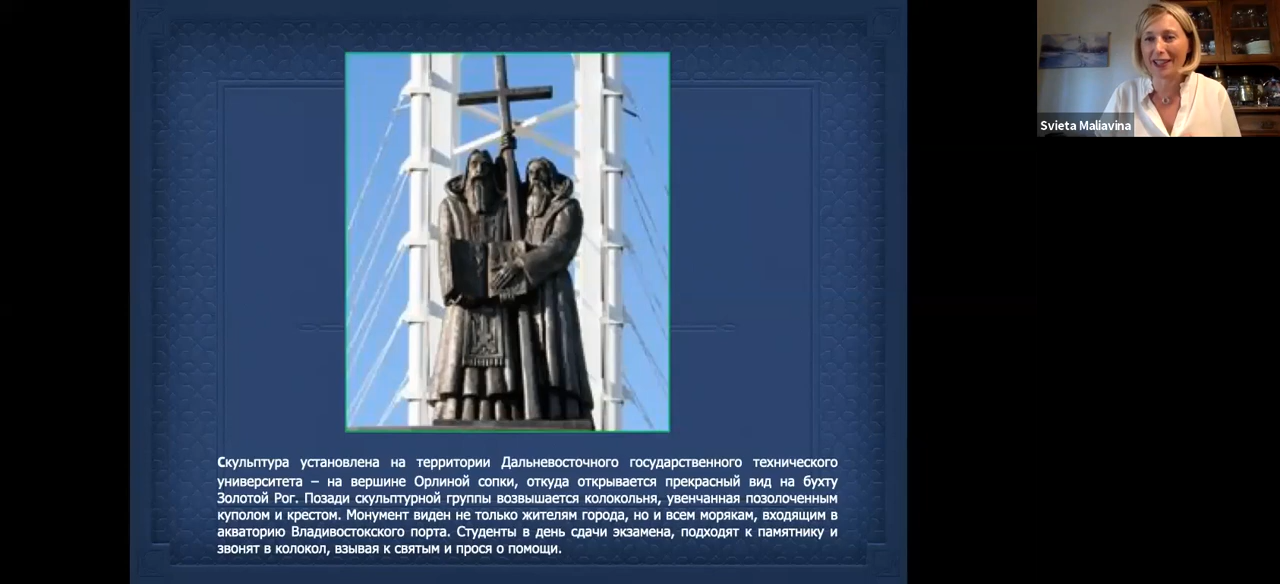 Svieta Maliavina
Скульптура установлена на территории Дальневосточного государственного технического
университета – на вершине Орлиной сопки, откуда открывается прекрасный вид на бухту
Золотой Рог. Позади скульптурной группы возвышается колокольня, увенчанная позолоченным
куполом и крестом. Монумент виден не только жителям города, но и всем морякам, входящим в
акваторию Владивостокского порта. Студенты в день сдачи экзамена, подходят к памятнику и
звонят в колокол, взывая к святым и прося о помощи.